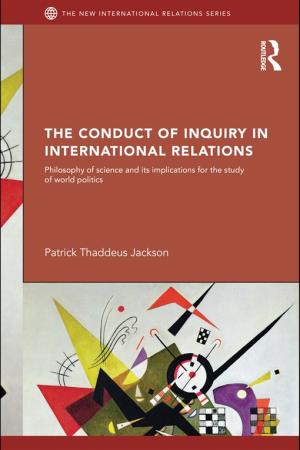 THE NEW INTERNATIONAL RELATIONS SERIES
ROUTLEDGE
THE CONDUCT OF INQUIRY IN
INTERNATIONAL RELATIONS
Philosophy of science and its implications for the study
of world politics
Patrick Thaddeus Jackson